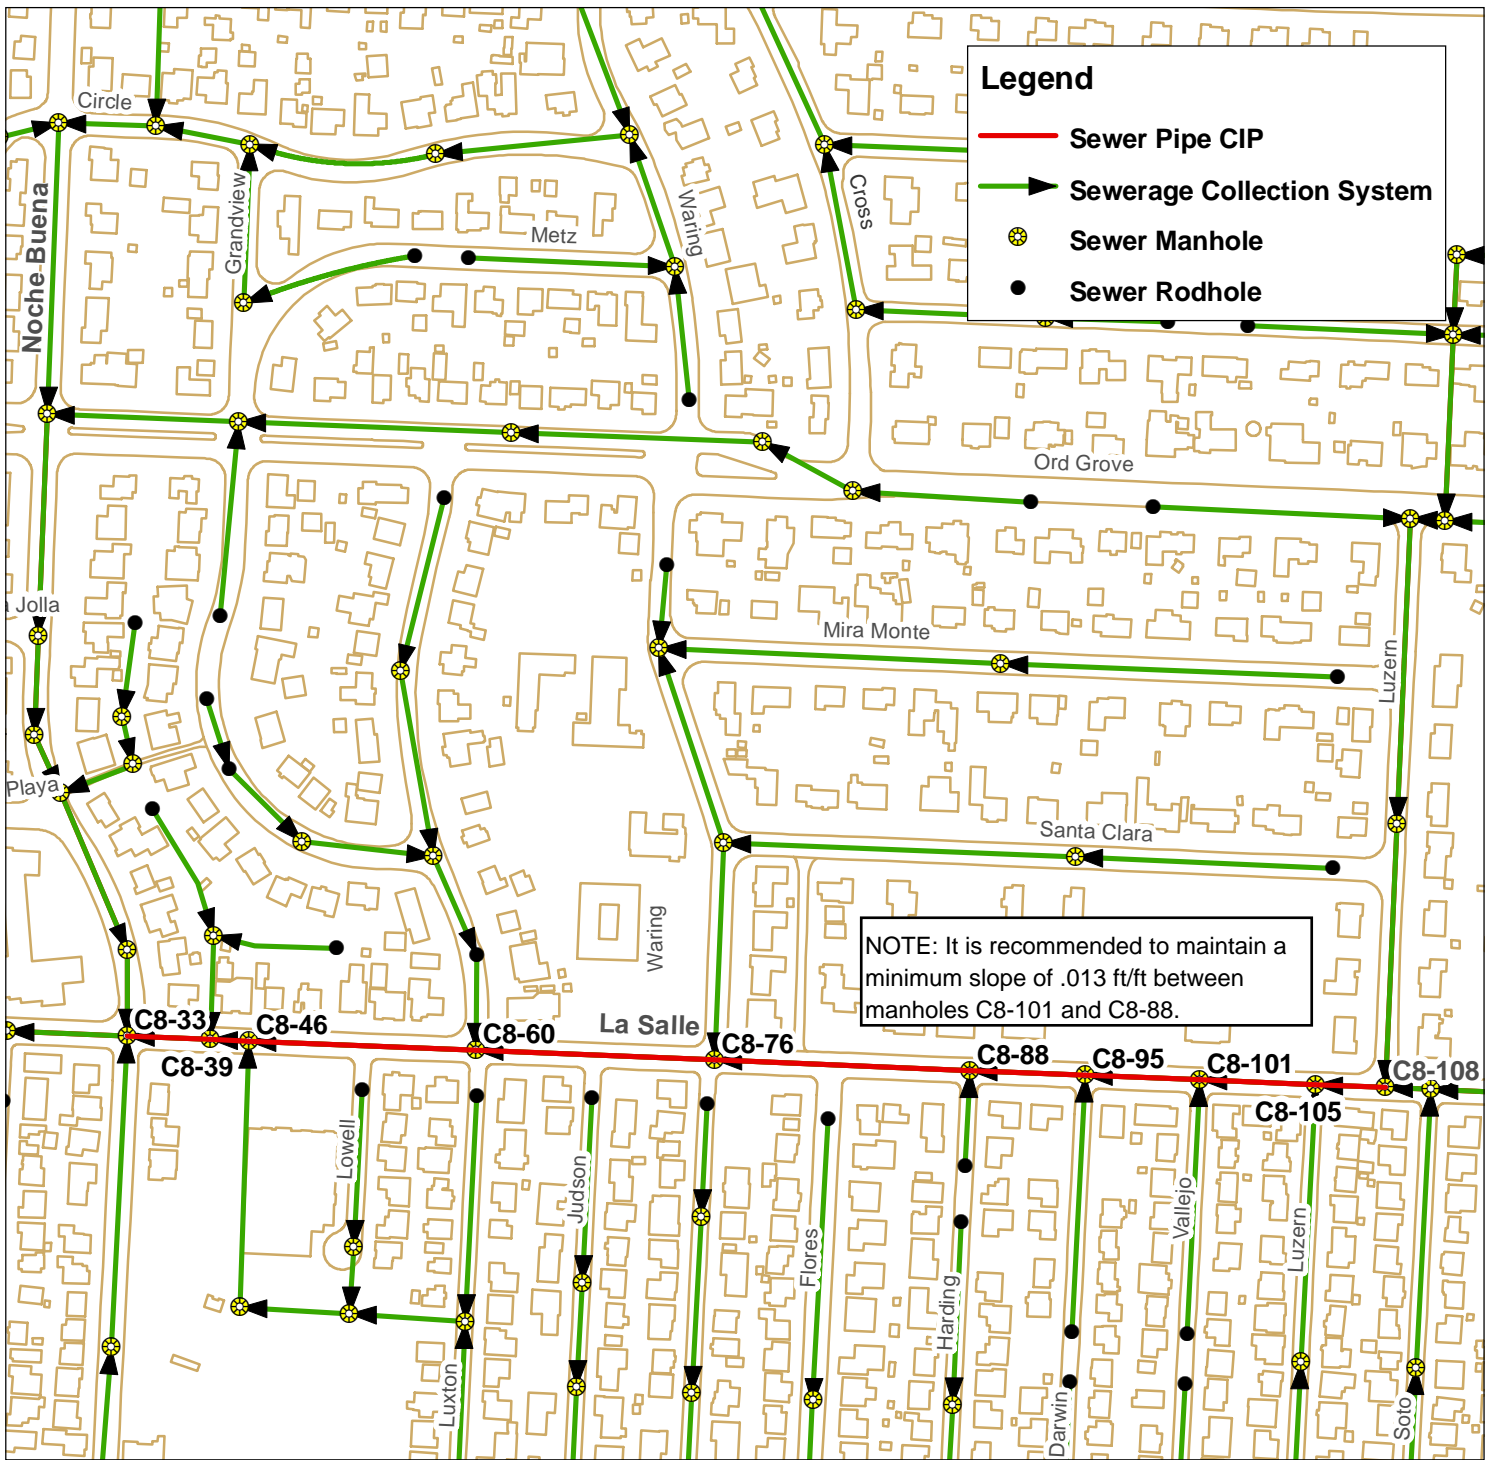 Legend
Sewer Pipe CIP
Sewerage Collection System
Sewer Manhole
Sewer Rodhole
Circle
Noche Buena
Grandview
Metz
Waring
Cross
Ord Grove
a Jolla
Mira Monte
Luzern
Playa
Santa Clara
Waring
NOTE: It is recommended to maintain a
minimum slope of .013 ft/ft between
manholes C8-101 and C8-88.
La Salle
C8-33
C8-46
C8-39
C8-60
C8-76
C8-88
C8-95
C8-101
C8-108
C8-105
Lowell
Judson
Flores
Harding
Vallejo
Luzern
Luxton
Darwin
Soto